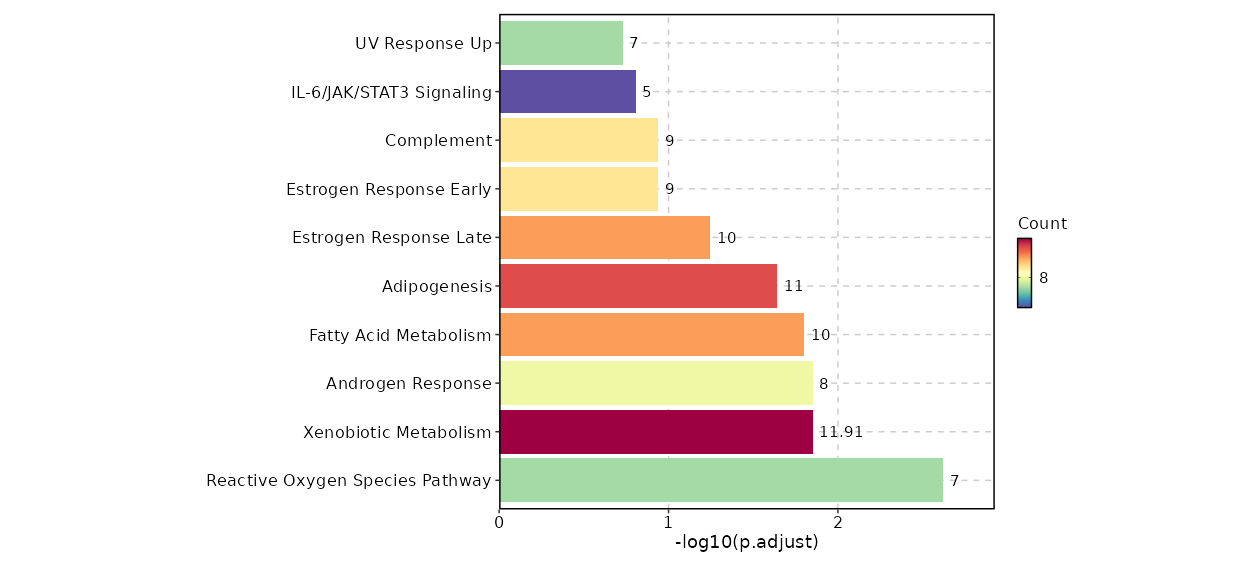 UV Response Up 7
IL-6/JAK/STAT3 Signaling 5
Complement 9
Estrogen Response Early 9
Estrogen Response Late 10
Adipogenesis 11
Fatty Acid Metabolism 10
Androgen Response 8
Xenobiotic Metabolism 11.91
Reactive Oxygen Species Pathway 7
0 1 2
-log10(p.adjust)
Count
8